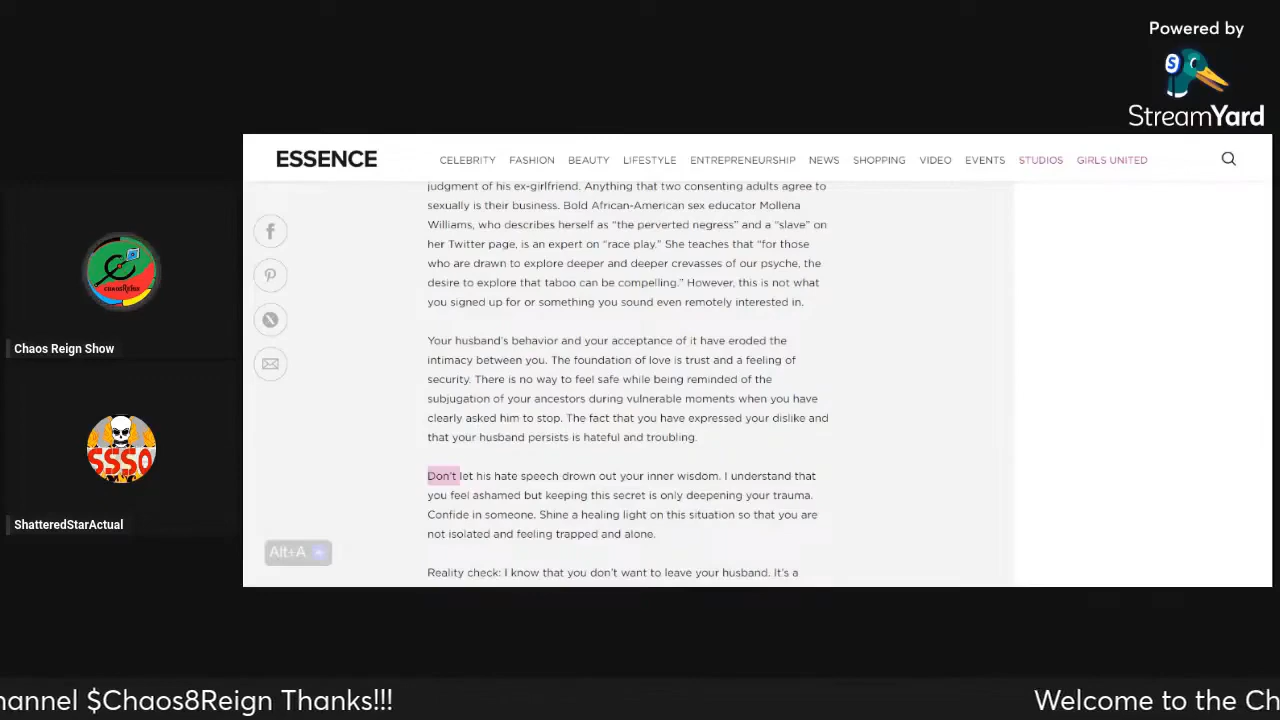 Powered by
StreamYard
ESSENCE
CELEBRITY FASHION BEAUTY LIFESTYLE ENTREPRENEURSHIP NEWS SHOPPING VIDEO EVENTS STUDIOS GIRLS UNITED
judgment of his ex-girlfriend. Anything that two consenting adults agree to
sexually is their business. Bold African-American sex educator Mollena
Williams, who describes herself as “the perverted negress” and a “slave” on
her Twitter page, is an expert on “race play.” She teaches that “for those
who are drawn to explore deeper and deeper crevasses of our psyche, the
desire to explore that taboo can be compelling.” However, this is not what
you signed up for or something you sound even remotely interested in.
Your husband’s behavior and your acceptance of it have eroded the
intimacy between you. The foundation of love is trust and a feeling of
security. There is no way to feel safe while being reminded of the
subjugation of your ancestors during vulnerable moments when you have
clearly asked him to stop. The fact that you have expressed your dislike and
that your husband persists is hateful and troubling.
Don’t let his hate speech drown out your inner wisdom. I understand that
you feel ashamed but keeping this secret is only deepening your trauma.
Confide in someone. Shine a healing light on this situation so that you are
not isolated and feeling trapped and alone.
Reality check: I know that you don’t want to leave your husband. It’s a
Alt+A
CHAOSREIGN
Chaos Reign Show
SSSO
ShatteredStarActual
hannel $Chaos8Reign Thanks!!!
Welcome to the Ch